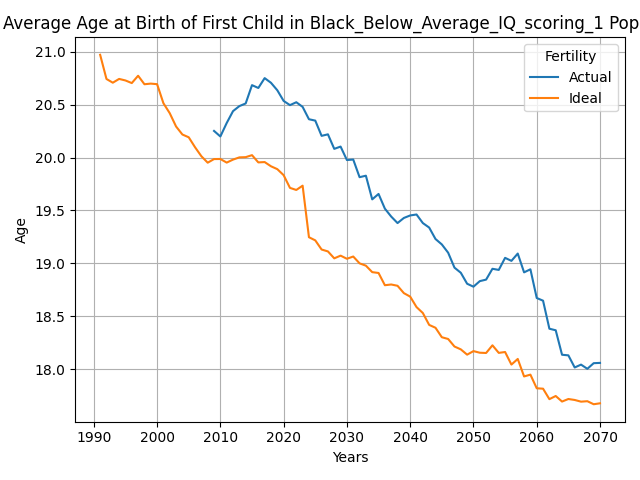 Average Age at Birth of First Child in Black_Below_Average_IQ_scoring_1 Pop
Fertility
Actual
Ideal
21.0
20.5
20.0
19.5
19.0
18.5
18.0
Age
1990 2000 2010 2020 2030 2040 2050 2060 2070
Years